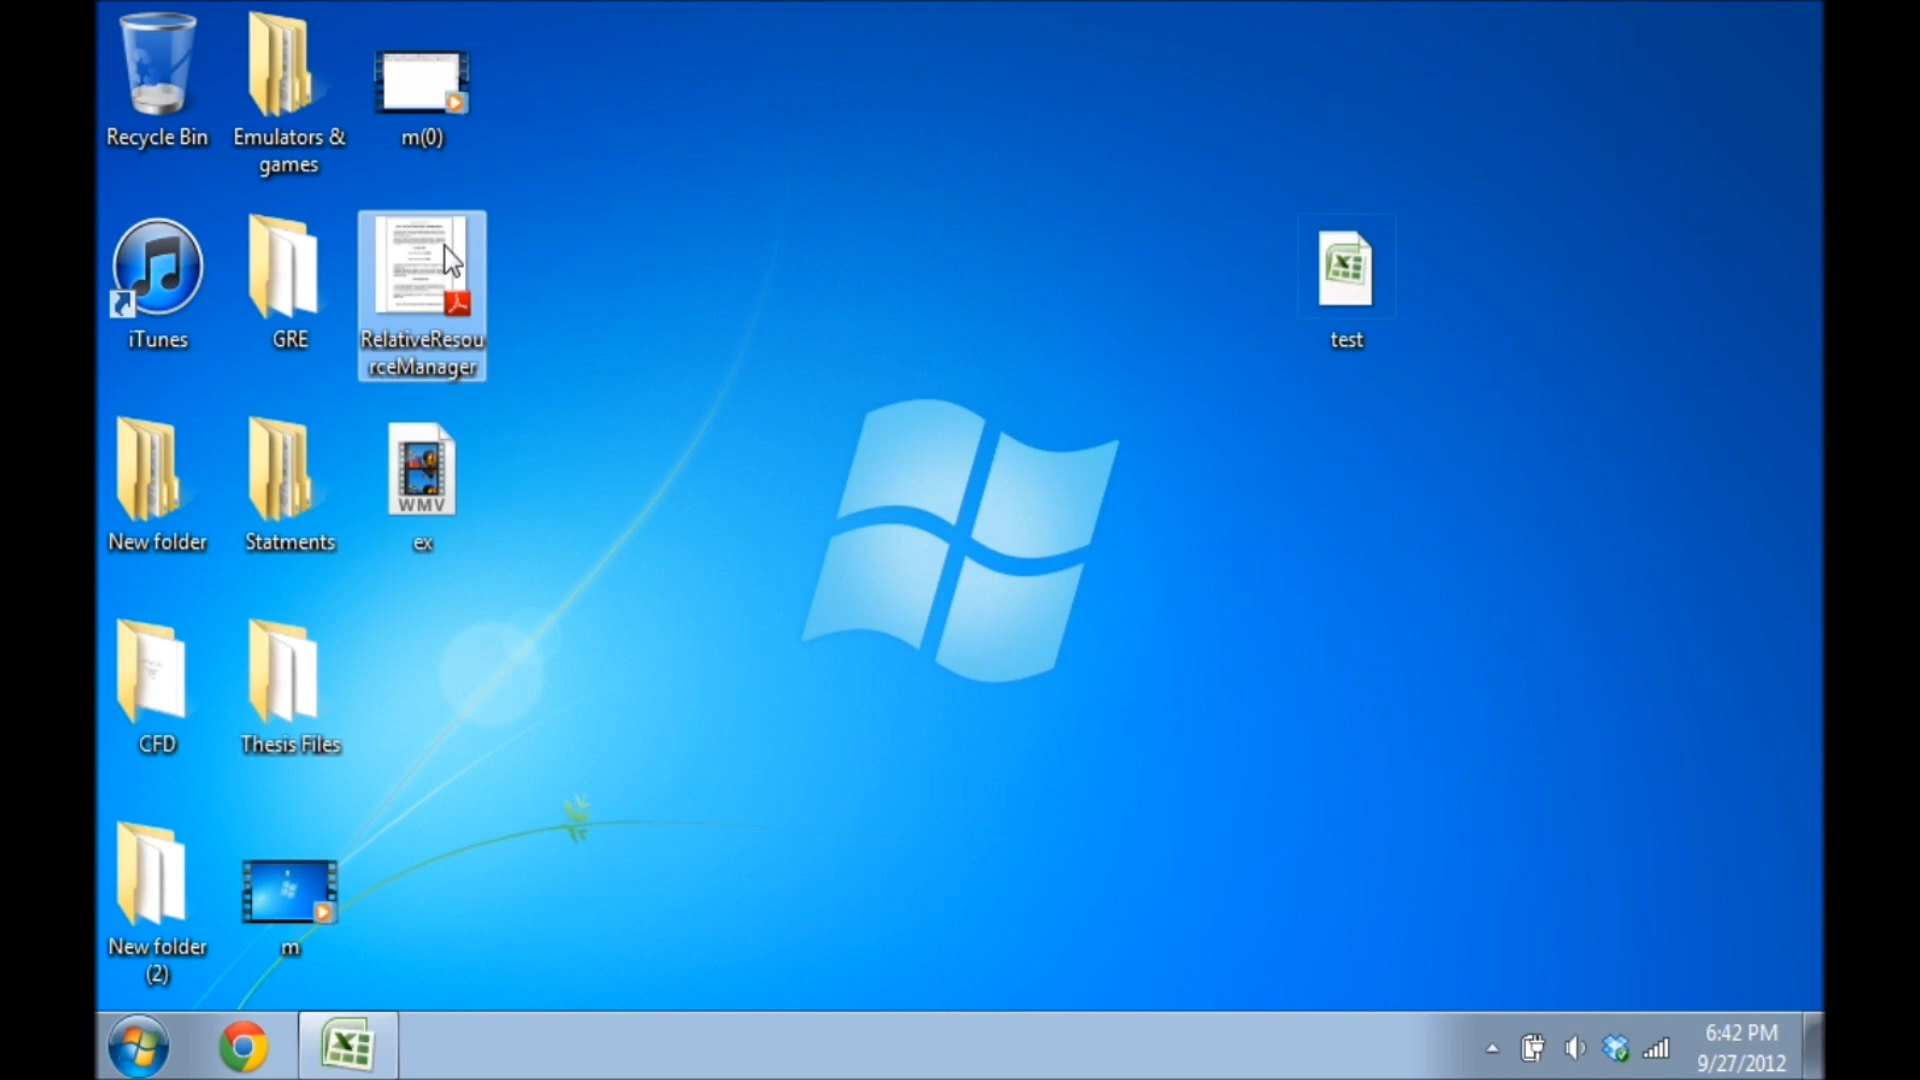 Recycle Bin
Emulators &
games
m(0)
iTunes
GRE
RelativeResou
rceManager
test
New folder
Statments
WMV
ex
CFD
Thesis Files
New folder
(2)
m
6:42 PM
9/27/2012